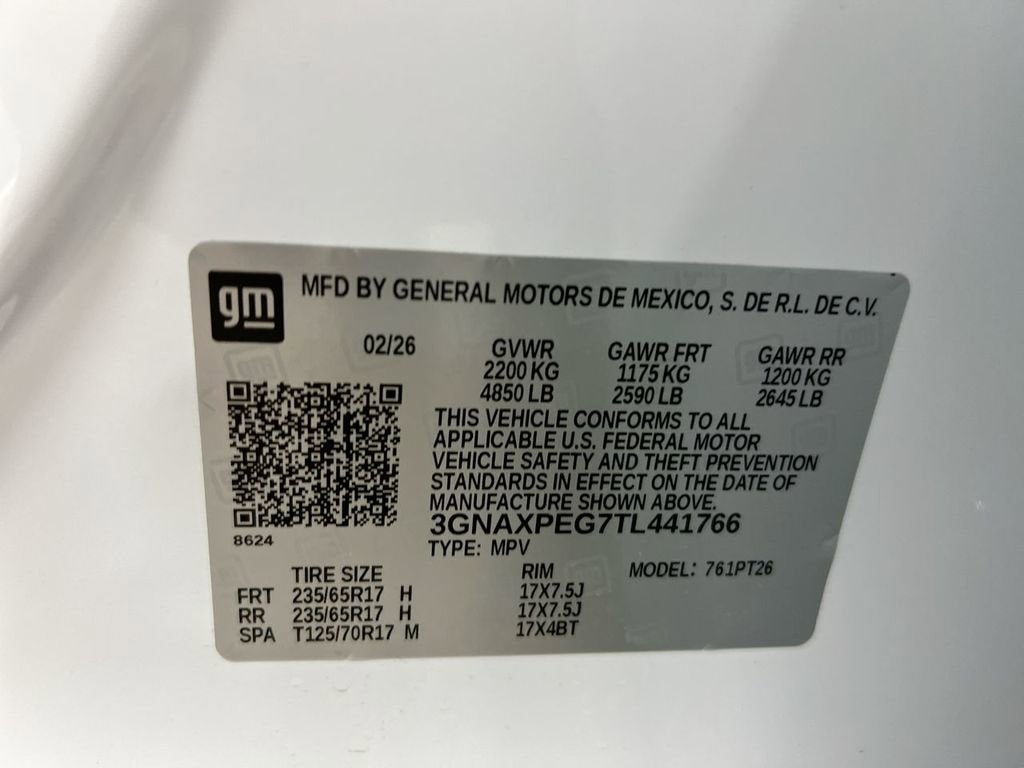 gm MFD BY GENERAL MOTORS DE MEXICO, S. DE R.L. DE C.V.
02/26 GVWR GAWR FRT GAWR RR
2200 KG 1175 KG 1200 KG
4850 LB 2590 LB 2645 LB
THIS VEHICLE CONFORMS TO ALL
APPLICABLE U.S. FEDERAL MOTOR
VEHICLE SAFETY AND THEFT PREVENTION
STANDARDS IN EFFECT ON THE DATE OF
MANUFACTURE SHOWN ABOVE.
3GNAXPEG7TL441766
8624
TYPE: MPV
TIRE SIZE RIM MODEL: 761PT26
FRT 235/65R17 H 17X7.5J
RR 235/65R17 H 17X7.5J
SPA T125/70R17 M 17X4BT